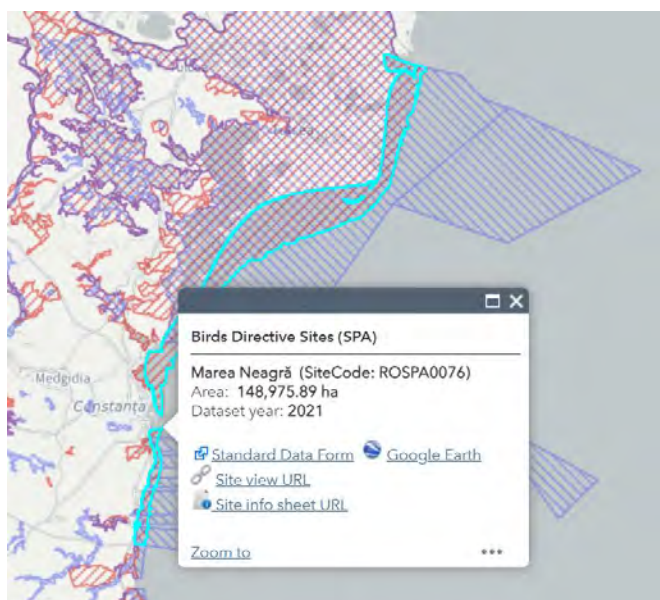 Birds Directive Sites (SPA)
Marea Neagră (SiteCode: ROSPA0076)
Area: 148,975.89 ha
Dataset year: 2021
Medgidia
Constanța
Standard Data Form Google Earth
Site view URL
Site info sheet URL
Zoom to